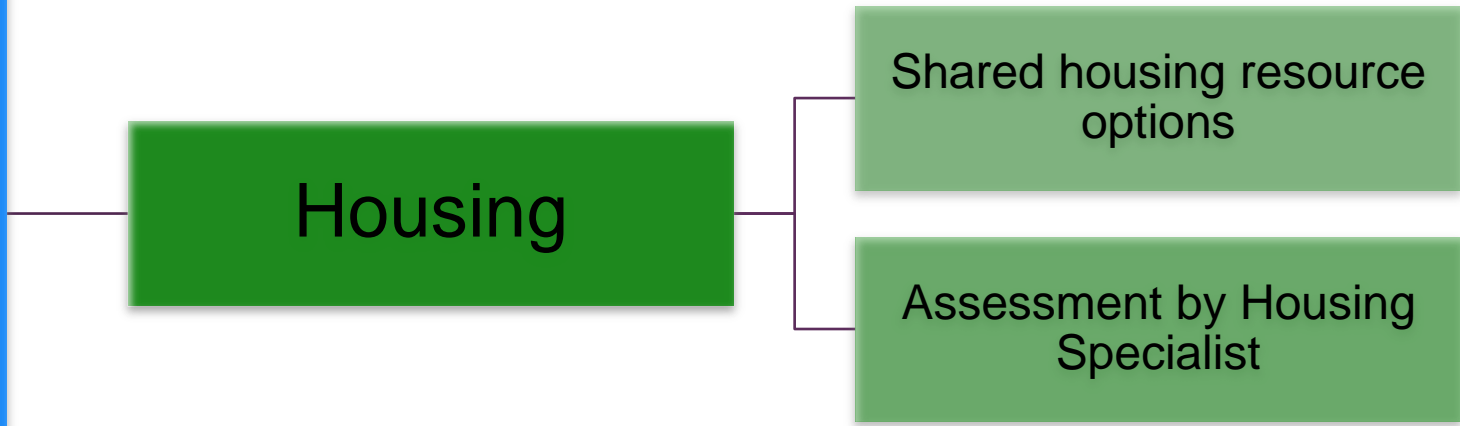 Housing
Shared housing resource
options
Assessment by Housing
Specialist